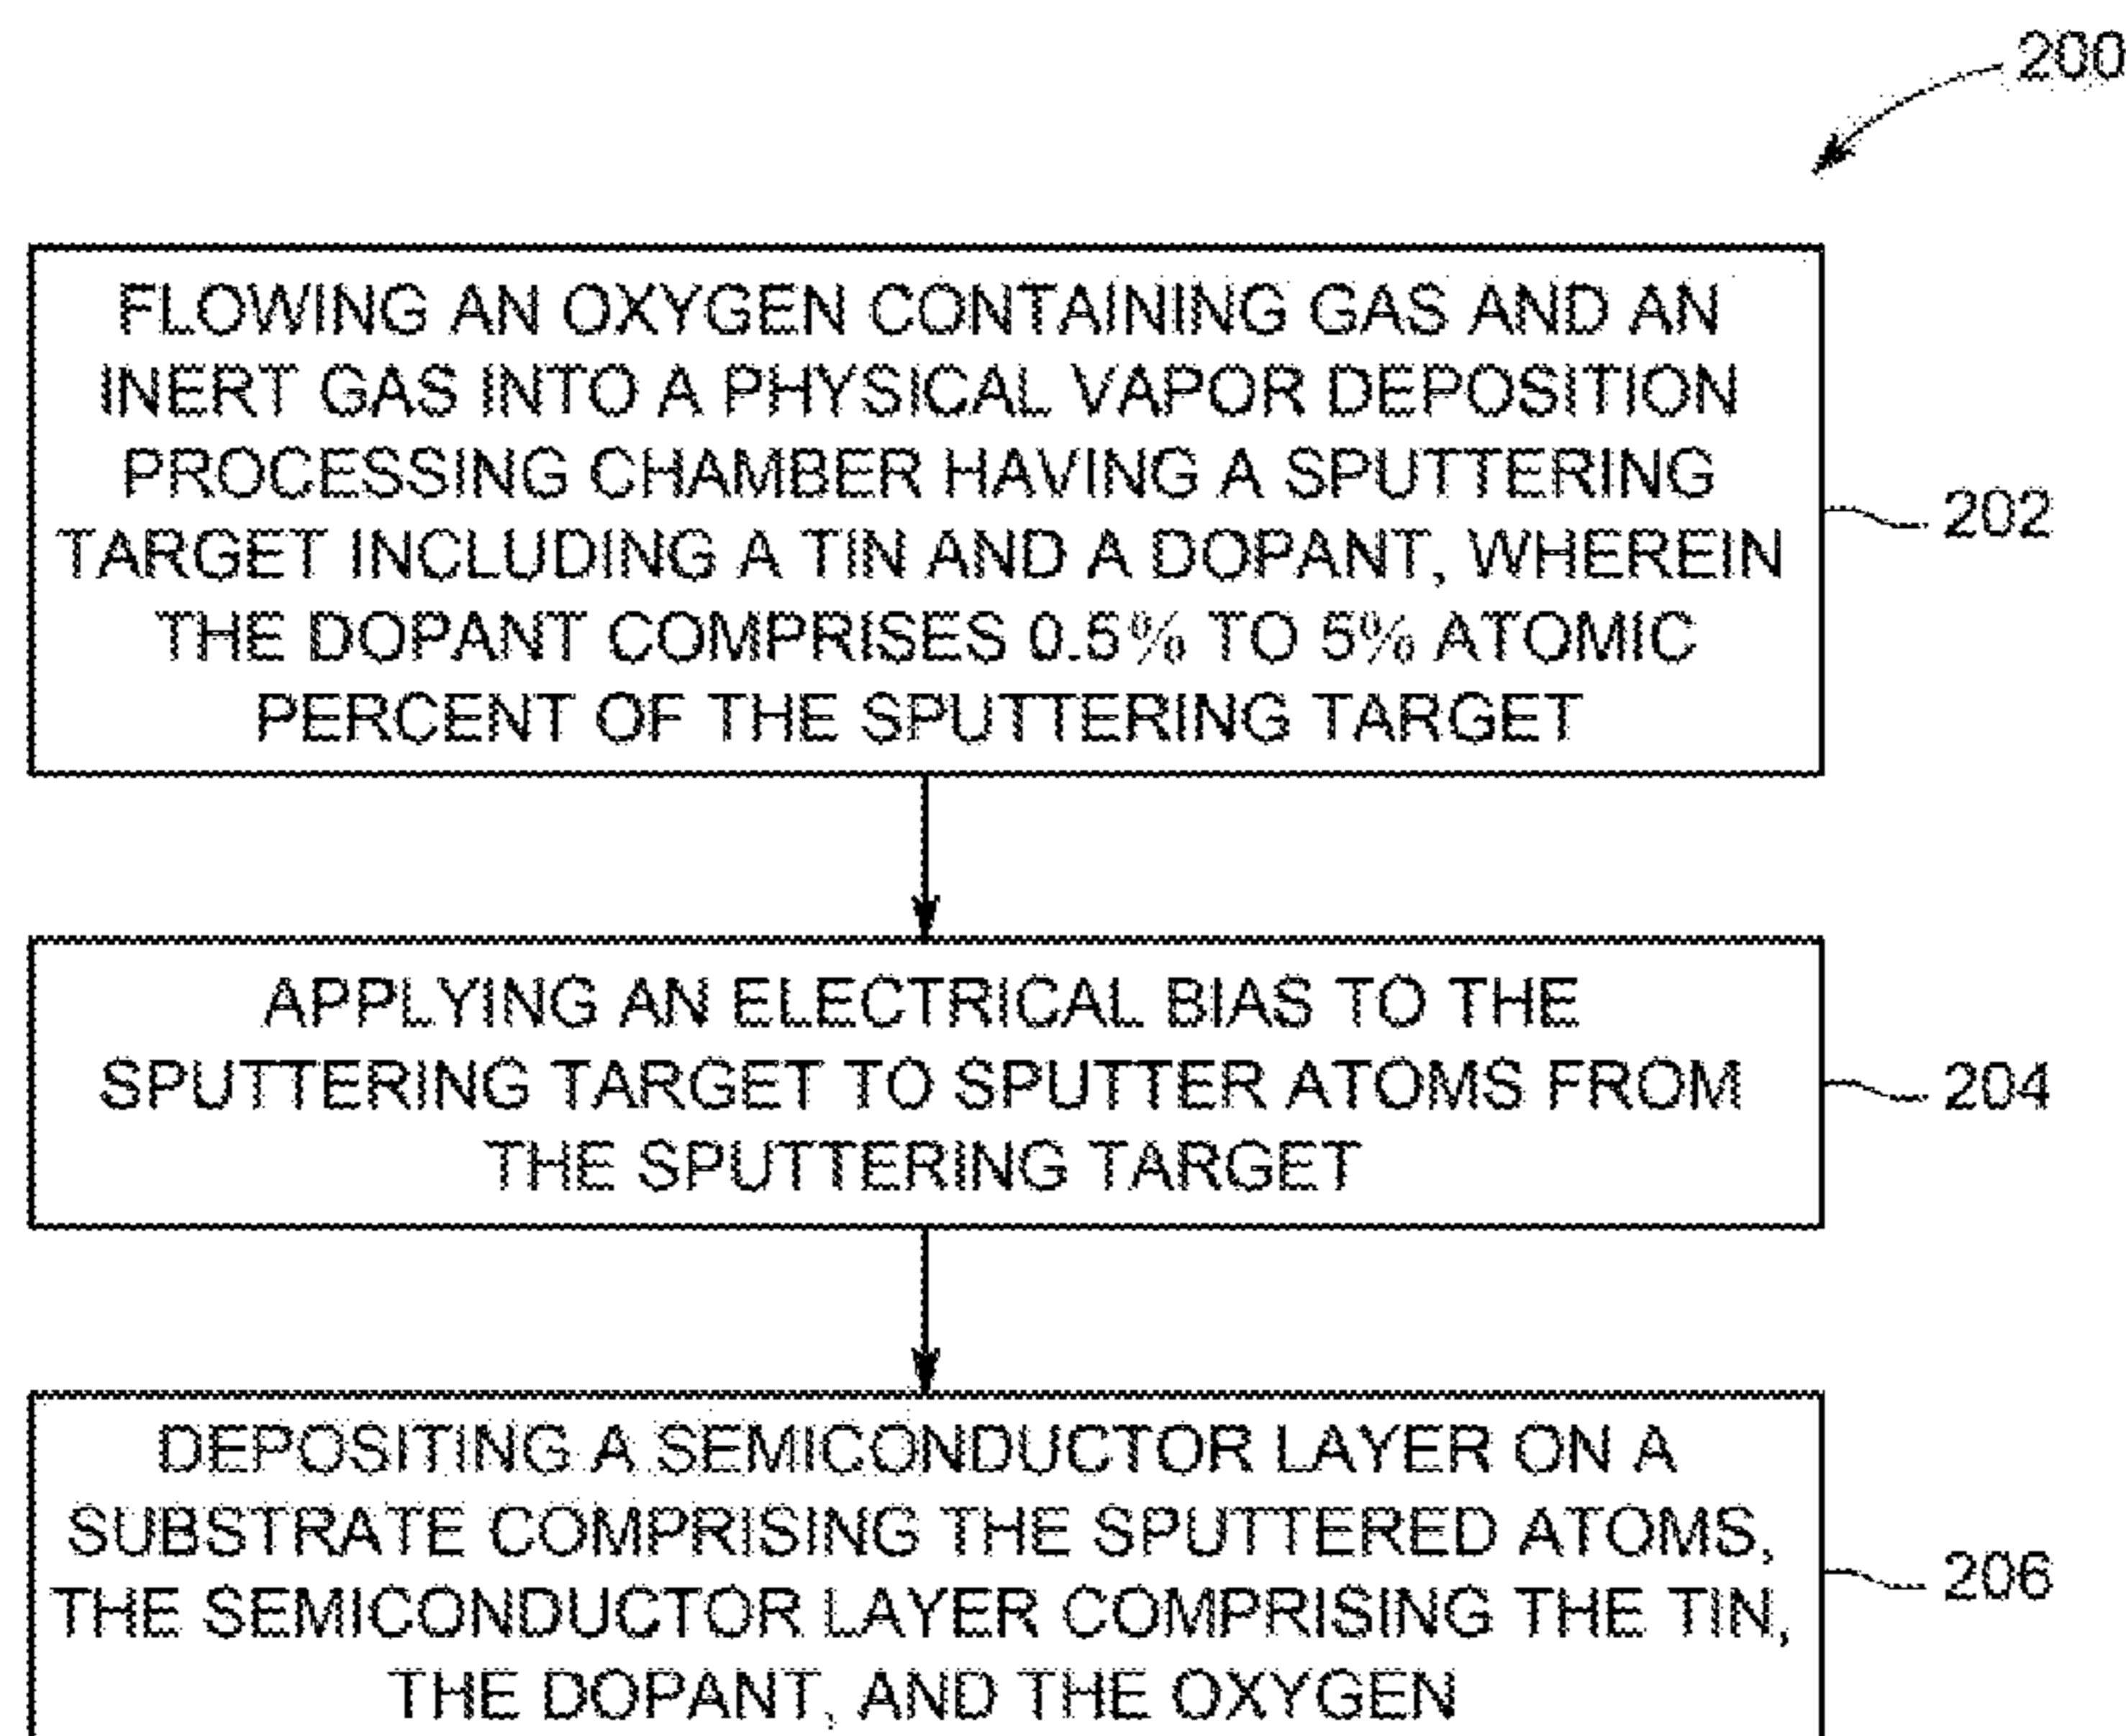 200
FLOWING AN OXYGEN CONTAINING GAS AND AN
INERT GAS INTO A PHYSICAL VAPOR DEPOSITION
PROCESSING CHAMBER HAVING A SPUTTERING
TARGET INCLUDING A TIN AND A DOPANT, WHEREIN
THE DOPANT COMPRISES 0.5% TO 5% ATOMIC
PERCENT OF THE SPUTTERING TARGET
202
APPLYING AN ELECTRICAL BIAS TO THE
SPUTTERING TARGET TO SPUTTER ATOMS FROM
THE SPUTTERING TARGET
204
DEPOSITING A SEMICONDUCTOR LAYER ON A
SUBSTRATE COMPRISING THE SPUTTERED ATOMS,
THE SEMICONDUCTOR LAYER COMPRISING THE TIN,
THE DOPANT, AND THE OXYGEN
206